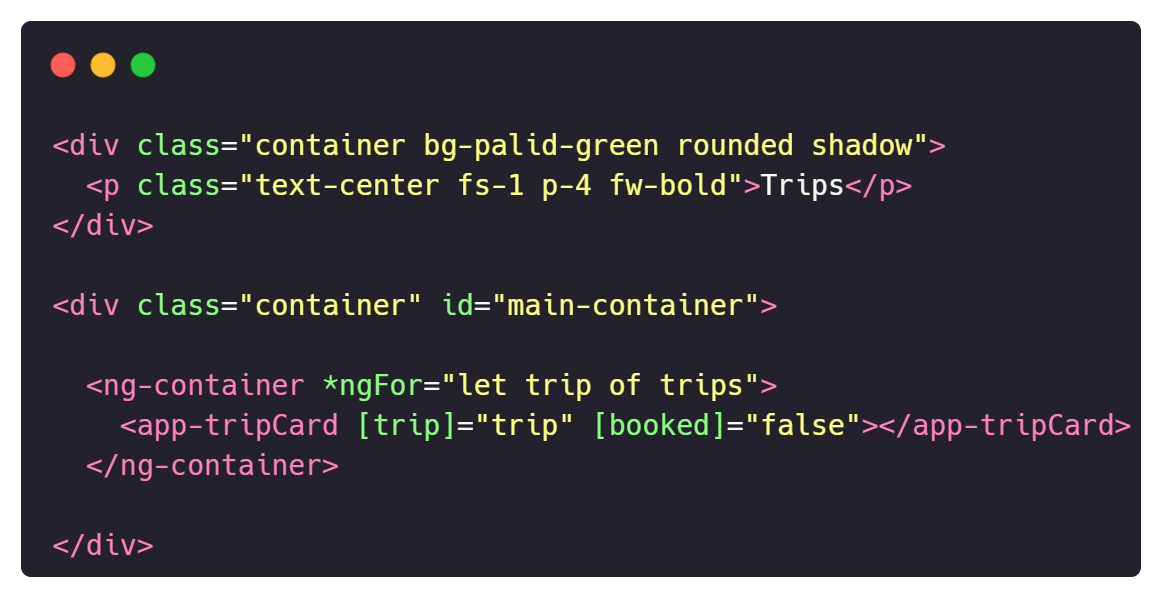 <div class="container bg-palid-green rounded shadow">
  <p class="text-center fs-1 p-4 fw-bold">Trips</p>
</div>

<div class="container" id="main-container">

  <ng-container *ngFor="let trip of trips">
    <app-tripCard [trip]="trip" [booked]="false"></app-tripCard>
  </ng-container>

</div>